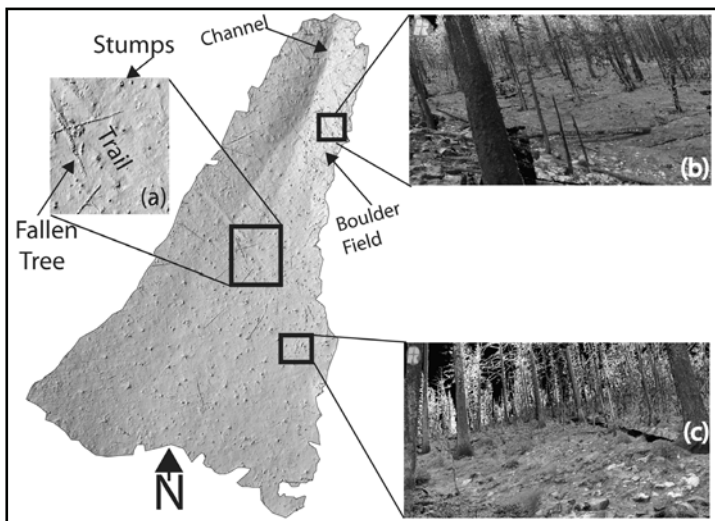 Stumps
Channel
Trail
(a)
(b)
Fallen
Tree
Boulder
Field
(c)
N